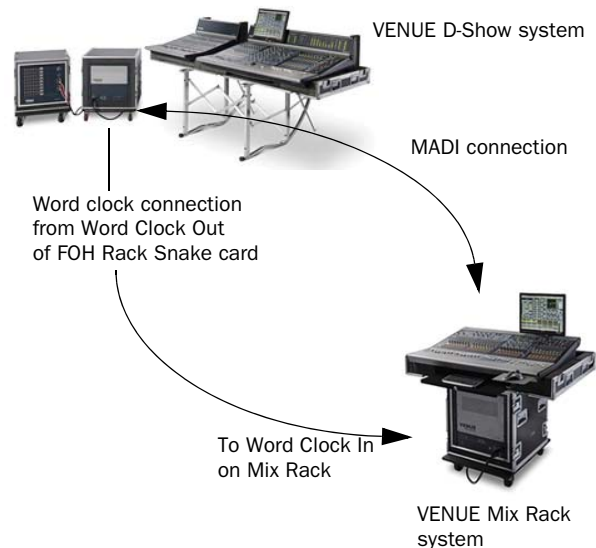 VENUE D-Show system
MADI connection
Word clock connection
from Word Clock Out
of FOH Rack Snake card
To Word Clock In
on Mix Rack
VENUE Mix Rack
system